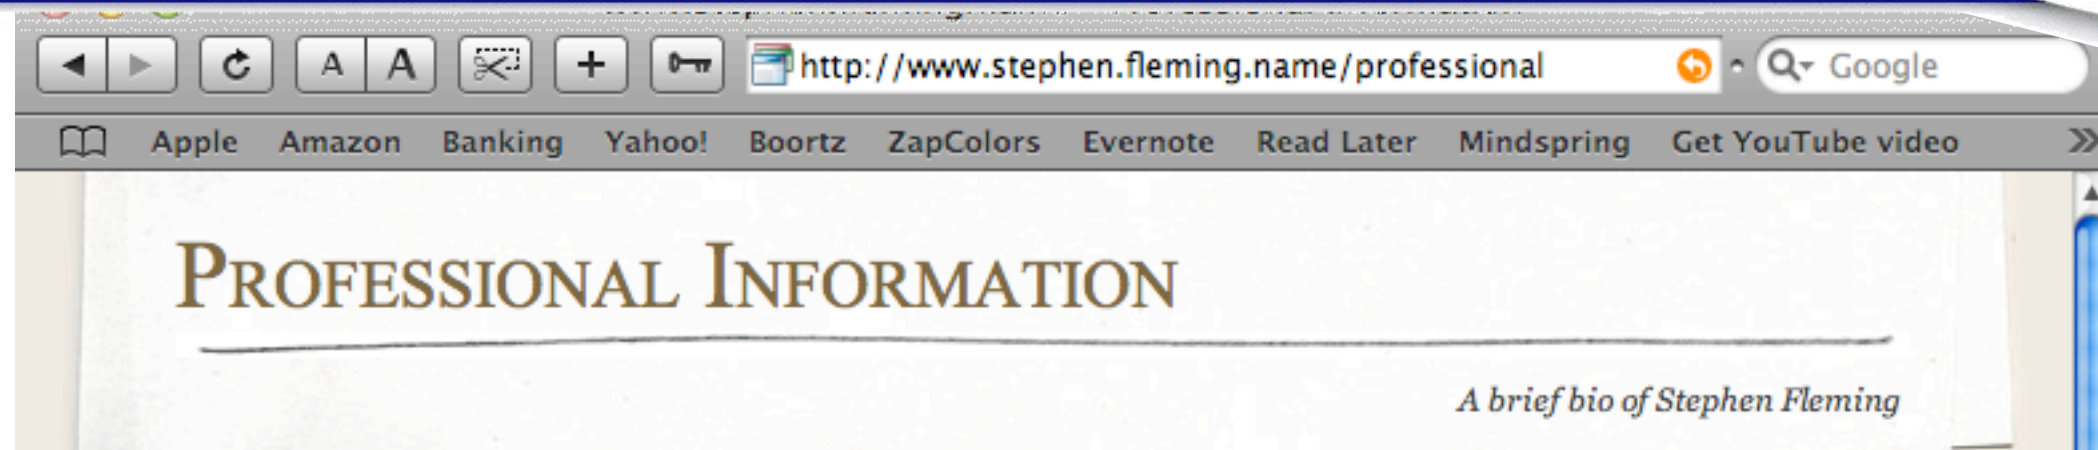 A A http://www.stephen.fleming.name/professional Google
Apple Amazon Banking Yahoo! Boortz ZapColors Evernote Read Later Mindspring Get YouTube video
PROFESSIONAL INFORMATION
A brief bio of Stephen Fleming